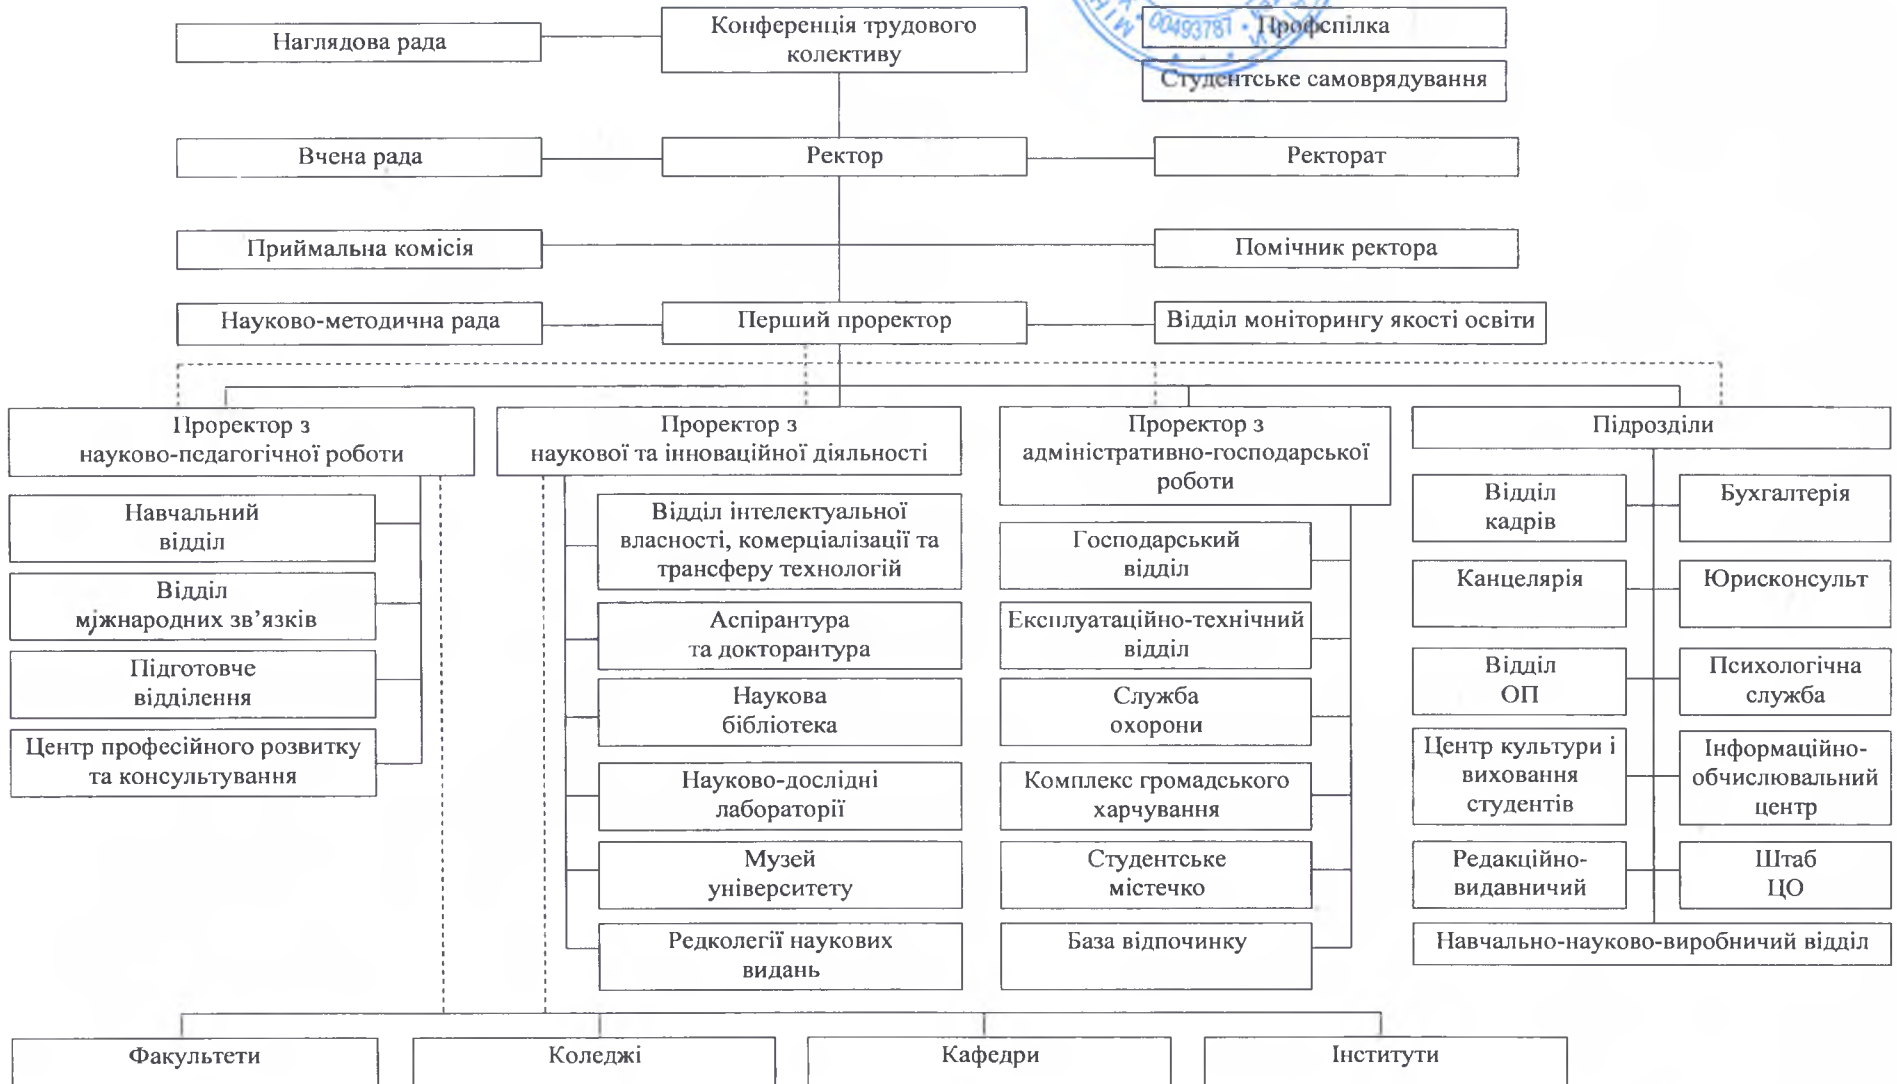 Наглядова рада
Конференція трудового
колективу
00493787
Профспілка
Студентське самоврядування
Вчена рада
Ректор
Ректорат
Приймальна комісія
Помічник ректора
Науково-методична рада
Перший проректор
Відділ моніторингу якості освіти
Проректор з
науково-педагогічної роботи
Навчальний
відділ
Відділ
міжнародних зв’язків
Підготовче
відділення
Центр професійного розвитку
та консультування
Проректор з
наукової та інноваційної діяльності
Відділ інтелектуальної
власності, комерціалізації та
трансферу технологій
Аспірантура
та докторантура
Наукова
бібліотека
Науково-дослідні
лабораторії
Музей
університету
Редколегії наукових
видань
Проректор з
адміністративно-господарської
роботи
Господарський
відділ
Експлуатаційно-технічний
відділ
Служба
охорони
Комплекс громадського
харчування
Студентське
містечко
База відпочинку
Підрозділи
Відділ
кадрів
Бухгалтерія
Канцелярія
Юрисконсульт
Відділ
ОП
Психологічна
служба
Центр культури і
виховання
студентів
Інформаційно-
обчислювальний
центр
Редакційно-
видавничий
Штаб
ЦО
Навчально-науково-виробничий відділ
Факультети
Коледжі
Кафедри
Інститути